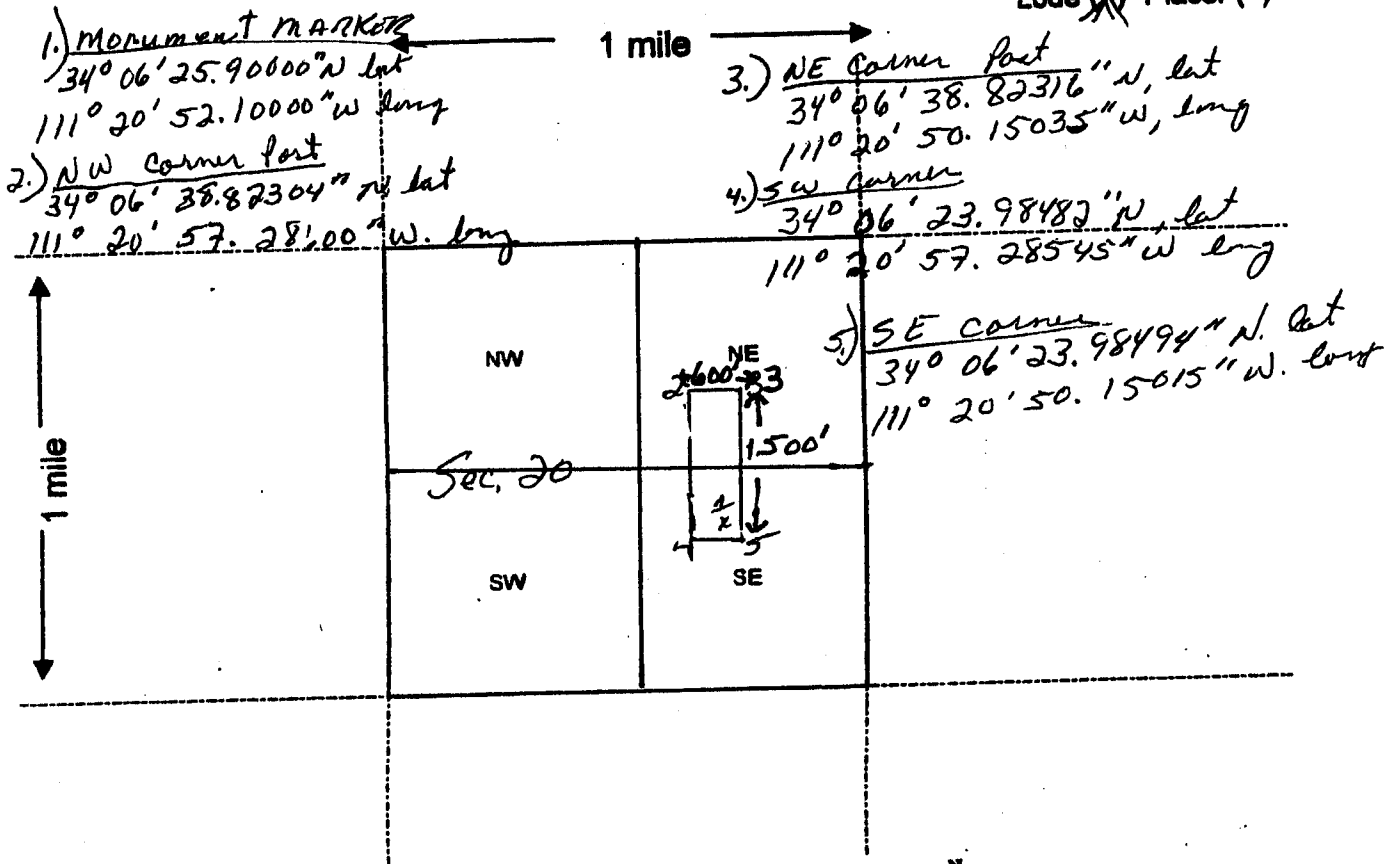 Lode (X) Placer ( )
1.) Monument MARKER
34° 06' 25.90000" N lat
111° 20' 52.10000" W long
2.) NW Corner Post
34° 06' 38.82304" N, lat
111° 20' 57.28100" W. long
1 mile
3.) NE Corner Post
34° 06' 38.82316" N, lat
111° 20' 50.15035" W, long
4.) SW Corner
34° 06' 23.98482" N, lat
111° 20' 57.28545" W long
5.) SE Corner
34° 06' 23.98494" N. lat
111° 20' 50.15015" W. long
1 mile
NW
NE
2 600' 3
1500'
Sec. 20
1
x
4 5
SW
SE